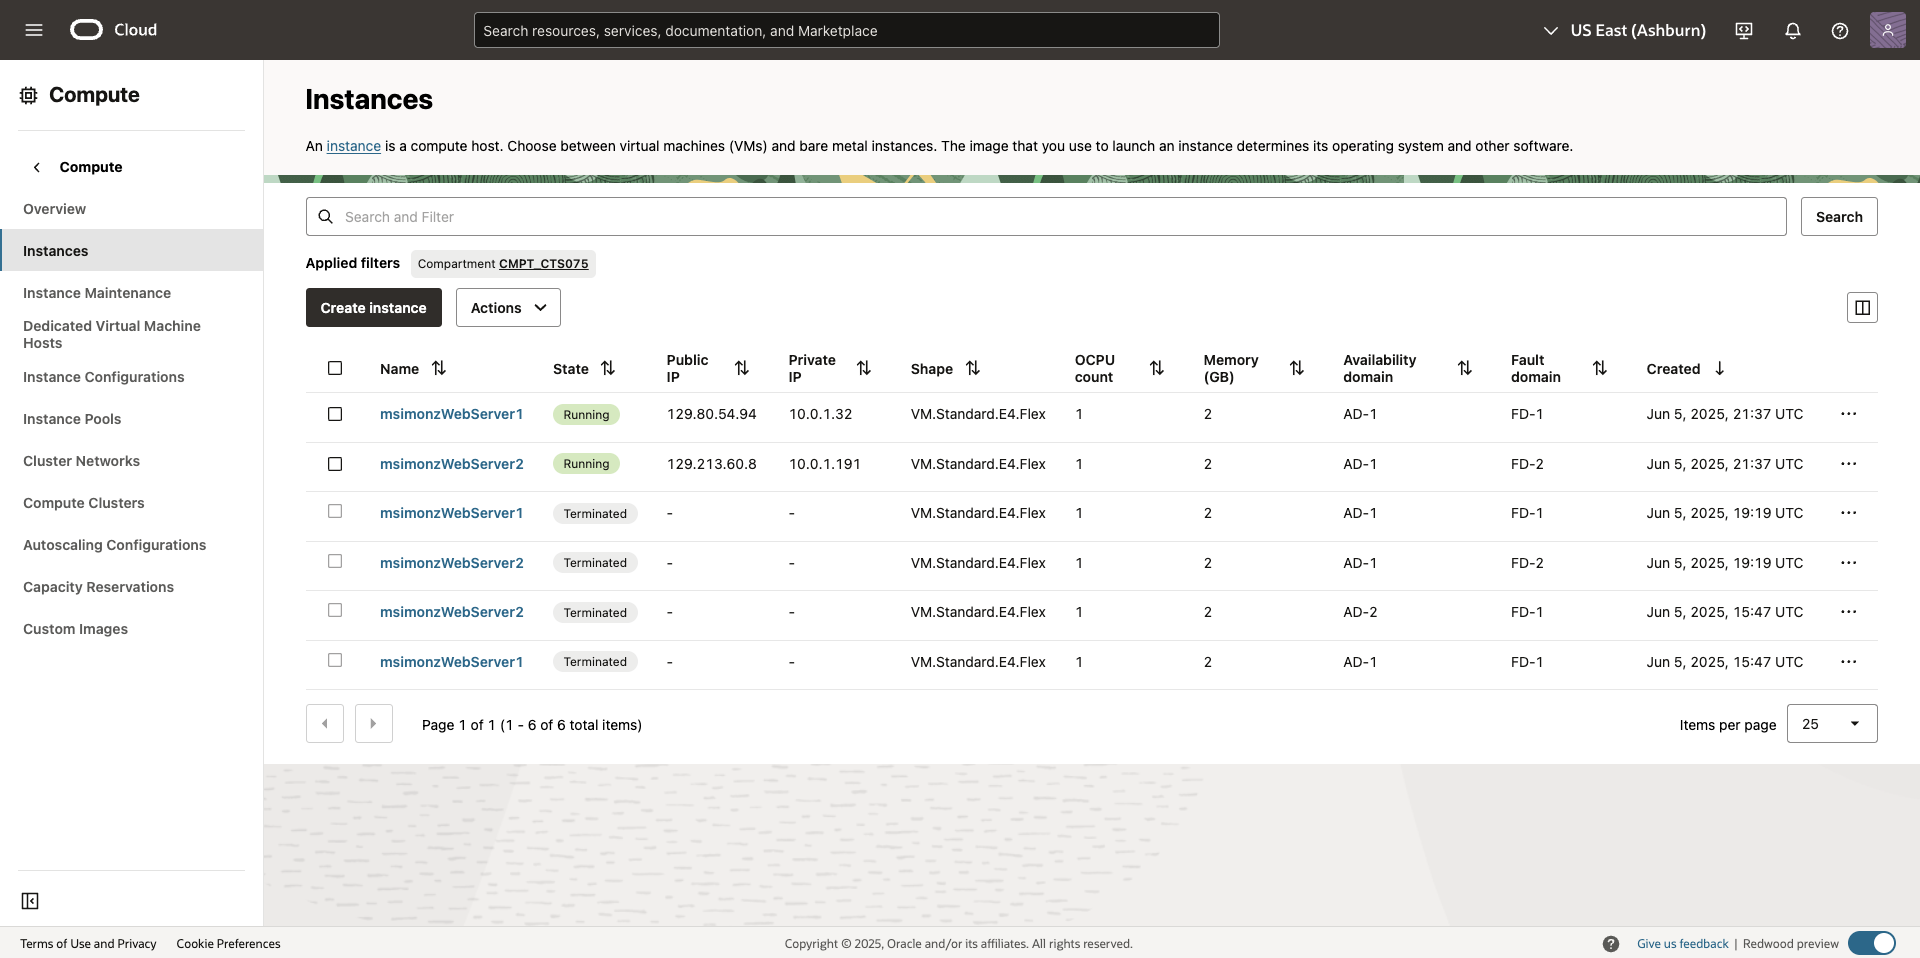 Cloud
Search resources, services, documentation, and Marketplace
US East (Ashburn)
Compute
Compute
Overview
Instances
Instance Maintenance
Dedicated Virtual Machine
Hosts
Instance Configurations
Instance Pools
Cluster Networks
Compute Clusters
Autoscaling Configurations
Capacity Reservations
Custom Images
Instances
An instance is a compute host. Choose between virtual machines (VMs) and bare metal instances. The image that you use to launch an instance determines its operating system and other software.
Search and Filter
Search
Applied filters Compartment CMPT_CTS075
Create instance Actions
Name State Public IP Private IP Shape OCPU count Memory (GB) Availability domain Fault domain Created
msimonzWebServer1 Running 129.80.54.94 10.0.1.32 VM.Standard.E4.Flex 1 2 AD-1 FD-1 Jun 5, 2025, 21:37 UTC
msimonzWebServer2 Running 129.213.60.8 10.0.1.191 VM.Standard.E4.Flex 1 2 AD-1 FD-2 Jun 5, 2025, 21:37 UTC
msimonzWebServer1 Terminated - - VM.Standard.E4.Flex 1 2 AD-1 FD-1 Jun 5, 2025, 19:19 UTC
msimonzWebServer2 Terminated - - VM.Standard.E4.Flex 1 2 AD-1 FD-2 Jun 5, 2025, 19:19 UTC
msimonzWebServer2 Terminated - - VM.Standard.E4.Flex 1 2 AD-2 FD-1 Jun 5, 2025, 15:47 UTC
msimonzWebServer1 Terminated - - VM.Standard.E4.Flex 1 2 AD-1 FD-1 Jun 5, 2025, 15:47 UTC
Page 1 of 1 (1 - 6 of 6 total items)
Items per page 25
Terms of Use and Privacy Cookie Preferences
Copyright © 2025, Oracle and/or its affiliates. All rights reserved.
Give us feedback | Redwood preview